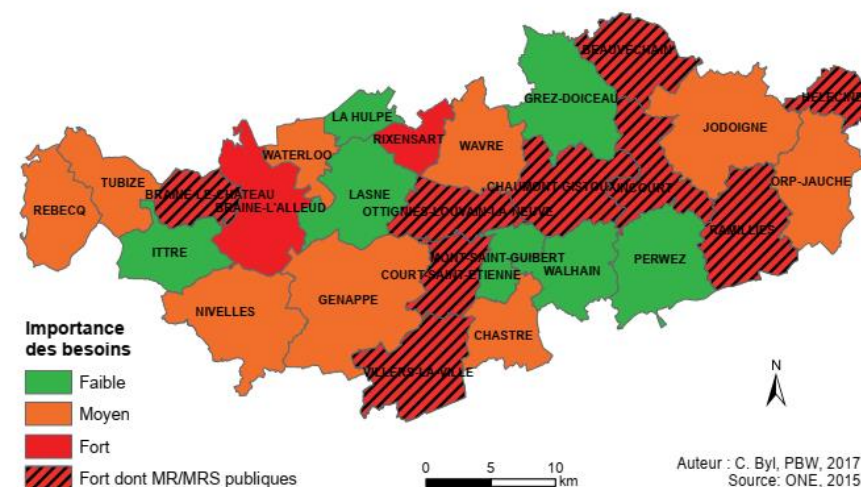 BEAUVECHAIN
GREZ-DOICEAU
HELECINE
LA HULPE
RIXENSART
WAVRE
JODOIGNE
WATERLOO
TUBIZE
BRAINE-LE-CHÂTEAU
LASNE
CHAUMONT-GISTOUX
INCOURT
ORP-JAUCHE
REBECQ
BRAINE-L'ALLEUD
OTTIGNIES-LOUVAIN-LA-NEUVE
RAMILLIES
ITTRE
MONT-SAINT-GUIBERT
PERWEZ
COURT-SAINT-ETIENNE
WALHAIN
NIVELLES
GENAPPE
CHASTRE
VILLERS-LA-VILLE
Importance
des besoins
Faible
Moyen
Fort
Fort dont MR/MRS publiques
N
0 5 10
km
Auteur : C. Byl, PBW, 2017
Source: ONE, 2015